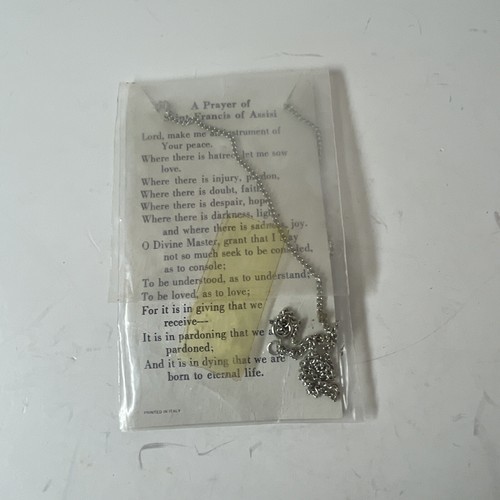 A Prayer of
Francis of Assisi
Lord, make me an instrument of
Your peace.
Where there is hatred, let me sow
love.
Where there is injury, pardon,
Where there is doubt, faith,
Where there is despair, hope,
Where there is darkness, light,
and where there is sadness, joy.
O Divine Master, grant that I may
not so much seek to be consoled,
as to console;
To be understood, as to understand;
To be loved, as to love;
For it is in giving that we
receive—
It is in pardoning that we
pardoned;
And it is in dying that we are
born to eternal life.
PRINTED IN ITALY